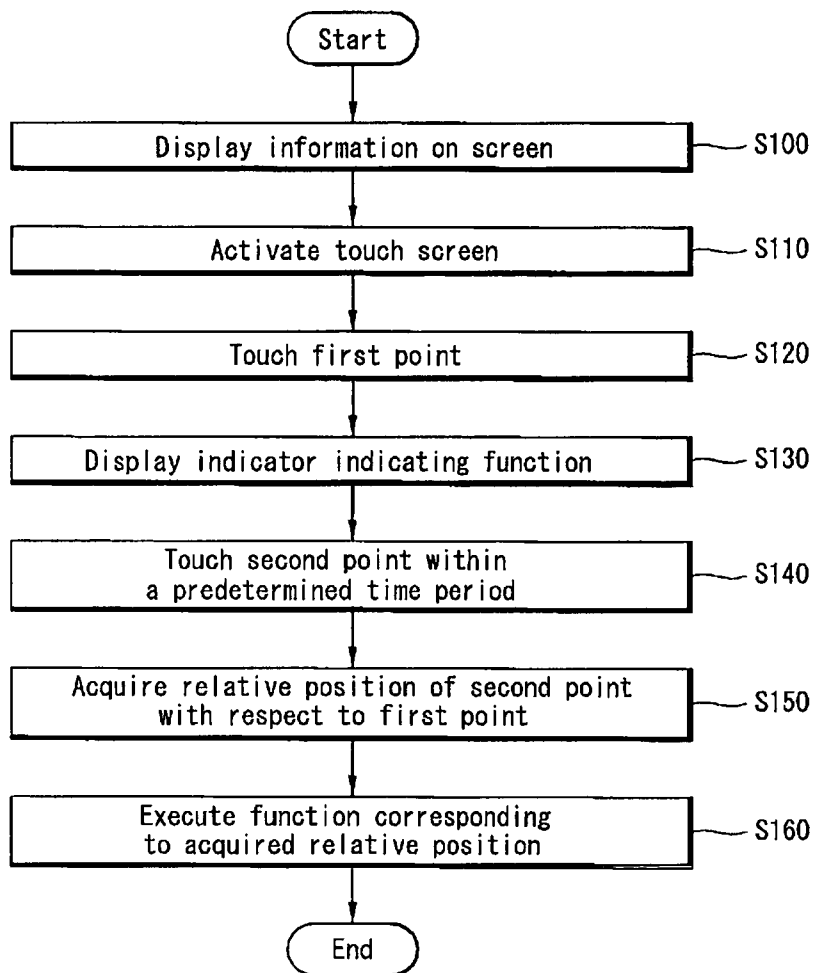 Start
Display information on screen
S100
Activate touch screen
S110
Touch first point
S120
Display indicator indicating function
S130
Touch second point within
a predetermined time period
S140
Acquire relative position of second point
with respect to first point
S150
Execute function corresponding
to acquired relative position
S160
End